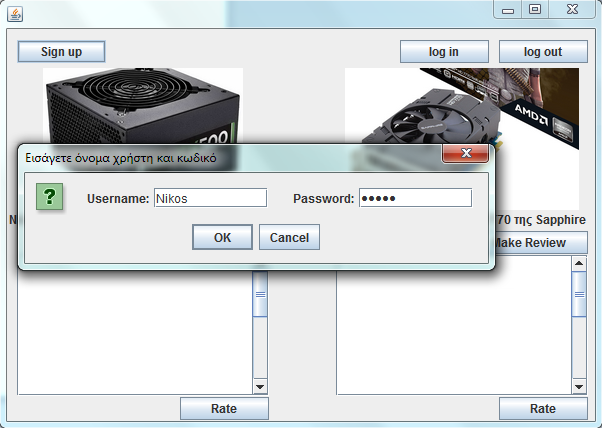 Sign up
log in
log out
AMD
Εισάγετε όνομα χρήστη και κωδικό
Username: Nikos Password: •••••
OK
Cancel
70 της Sapphire
Make Review
Rate
Rate